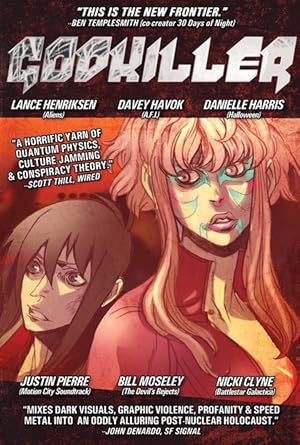 "THIS IS THE NEW FRONTIER."
-BEN TEMPLESMITH (co-creator 30 Days of Night)
GODKILLER
LANCE HENRIKSEN DAVEY HAVOK DANIELLE HARRIS
(Aliens) (A.F.I.) (Halloween)
"A HORRIFIC YARN OF
QUANTUM PHYSICS,
CULTURE JAMMING
& CONSPIRACY THEORY."
-SCOTT THILL, WIRED
JUSTIN PIERRE BILL MOSELEY NICKI CLYNE
(Motion City Soundtrack) (The Devil's Rejects) (Battlestar Galactica)
"MIXES DARK VISUALS, GRAPHIC VIOLENCE, PROFANITY & SPEED
METAL INTO AN ODDLY ALLURING POST-NUCLEAR HOLOCAUST."
-JOHN DENARDO, SF SIGNAL